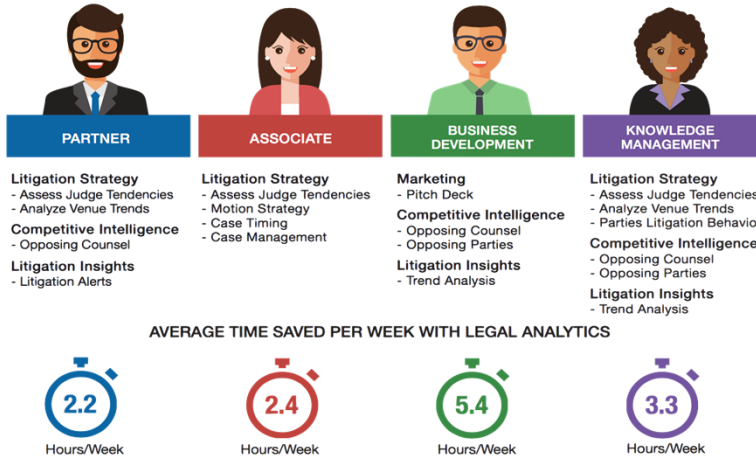 PARTNER
Litigation Strategy
- Assess Judge Tendencies
- Analyze Venue Trends
Competitive Intelligence
- Opposing Counsel
Litigation Insights
- Litigation Alerts
ASSOCIATE
Litigation Strategy
- Assess Judge Tendencies
- Motion Strategy
- Case Timing
- Case Management
BUSINESS
DEVELOPMENT
Marketing
- Pitch Deck
Competitive Intelligence
- Opposing Counsel
- Opposing Parties
Litigation Insights
- Trend Analysis
KNOWLEDGE
MANAGEMENT
Litigation Strategy
- Assess Judge Tendencies
- Analyze Venue Trends
- Parties Litigation Behavio
Competitive Intelligence
- Opposing Counsel
- Opposing Parties
Litigation Insights
- Trend Analysis
AVERAGE TIME SAVED PER WEEK WITH LEGAL ANALYTICS
2.2
Hours/Week
2.4
Hours/Week
5.4
Hours/Week
3.3
Hours/Week